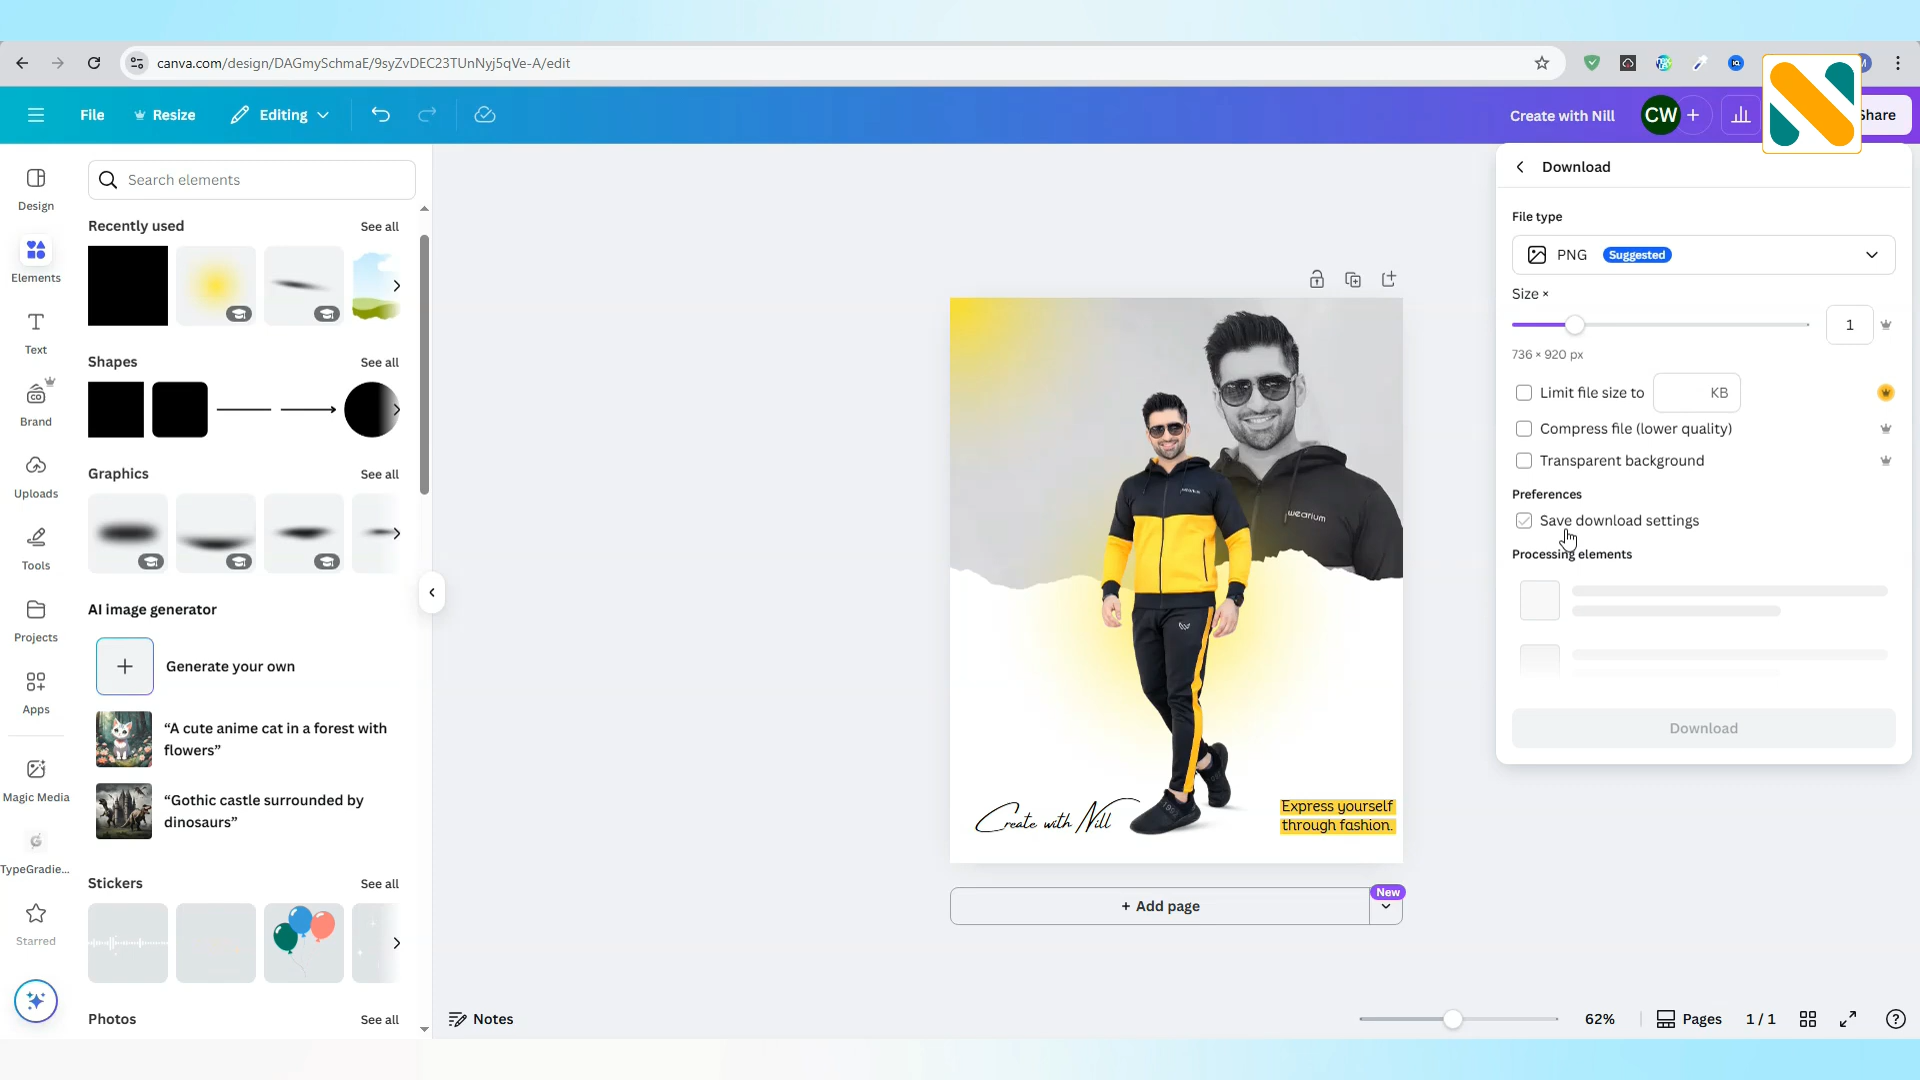 canva.com/design/DAGmySchmaE/9syZvDEC23TUnNyj5qVe-A/edit
File
Resize
Editing
Create with Nill
CW
Share
Design
Elements
Text
Brand
Uploads
Tools
Projects
Apps
Magic Media
TypeGradie...
Starred
Search elements
Recently used
See all
Shapes
See all
Graphics
See all
AI image generator
Generate your own
“A cute anime cat in a forest with
flowers”
“Gothic castle surrounded by
dinosaurs”
Stickers
See all
Photos
See all
wearium
wearium
Create with Nill
Express yourself
through fashion.
+ Add page
New
Download
File type
PNG
Suggested
Size ×
1
736 × 920 px
Limit file size to
KB
Compress file (lower quality)
Transparent background
Preferences
Save download settings
Processing elements
Download
Notes
62%
Pages
1 / 1